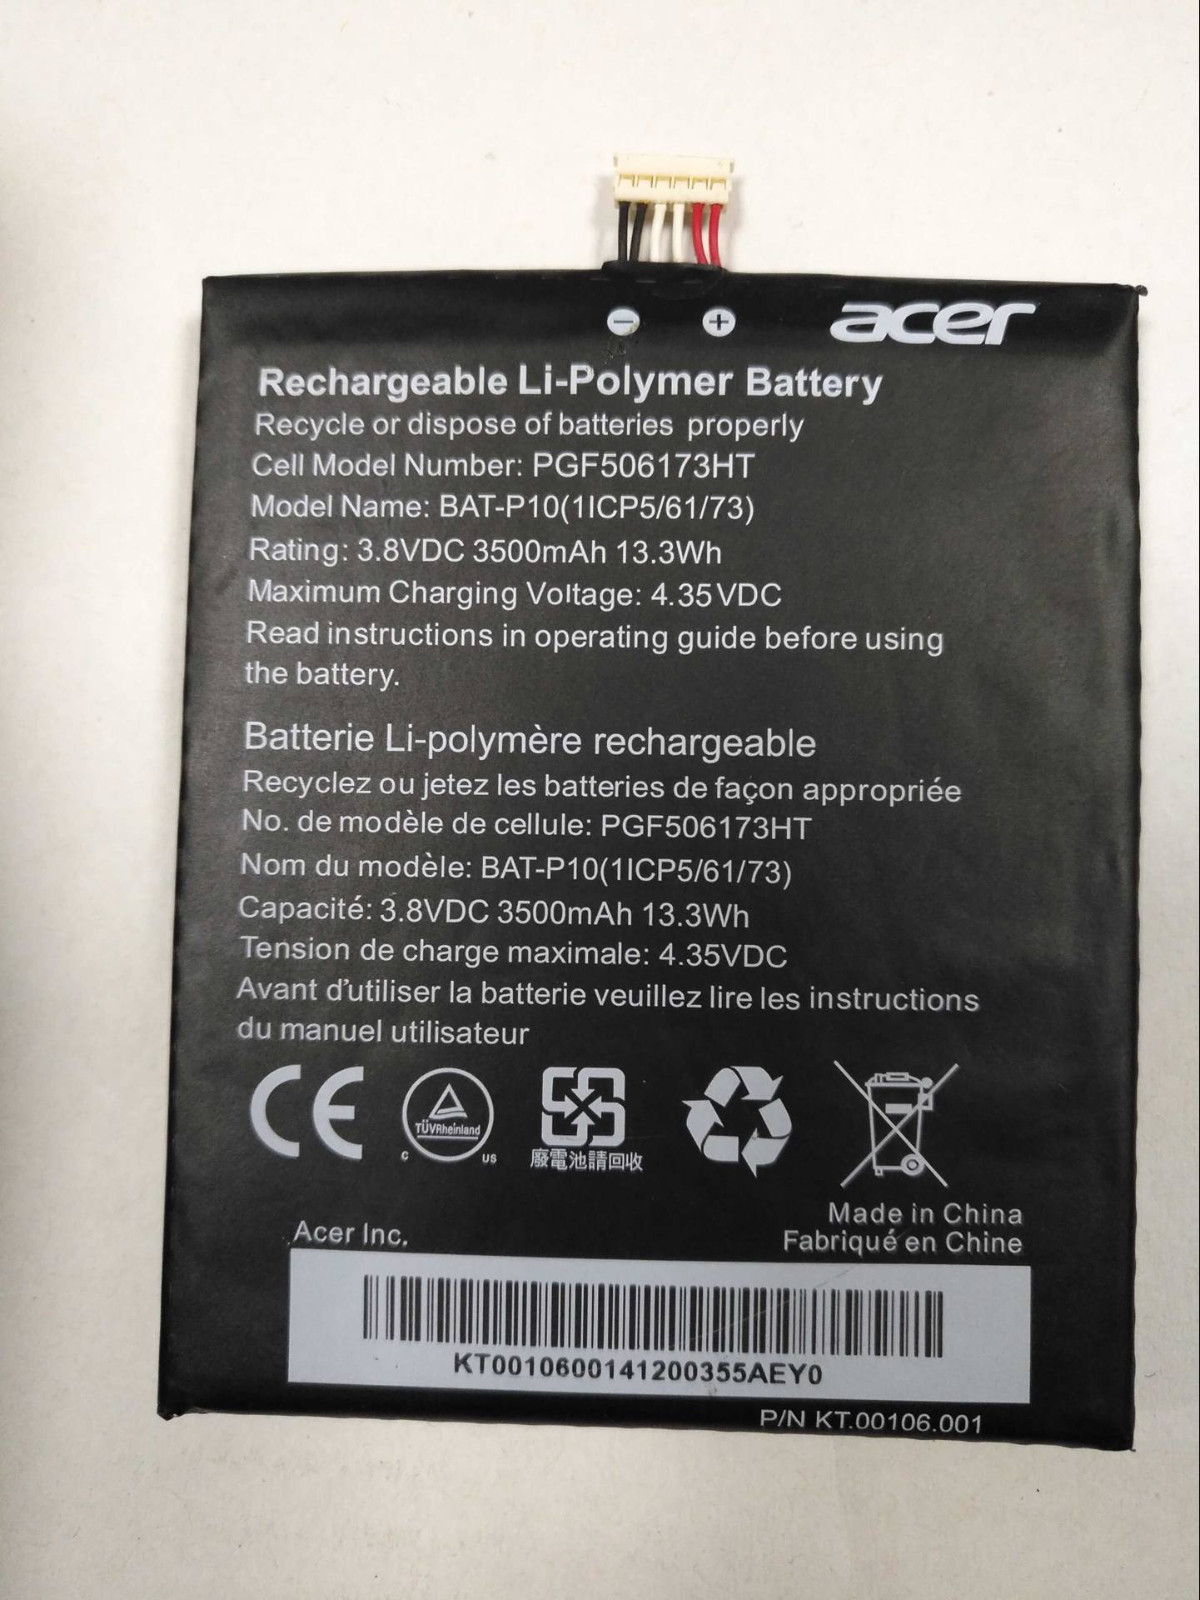 acer
Rechargeable Li-Polymer Battery
Recycle or dispose of batteries properly
Cell Model Number: PGF506173HT
Model Name: BAT-P10(1ICP5/61/73)
Rating: 3.8VDC 3500mAh 13.3Wh
Maximum Charging Voltage: 4.35VDC
Read instructions in operating guide before using
the battery.
Batterie Li-polymère rechargeable
Recyclez ou jetez les batteries de façon appropriée
No. de modèle de cellule: PGF506173HT
Nom du modèle: BAT-P10(1ICP5/61/73)
Capacité: 3.8VDC 3500mAh 13.3Wh
Tension de charge maximale: 4.35VDC
Avant d'utiliser la batterie veuillez lire les instructions
du manuel utilisateur
CE
TÜVRheinland
C US
廢電池請回收
Made in China
Fabriqué en Chine
Acer Inc.
KT0010600141200355AEY0
P/N KT.00106.001